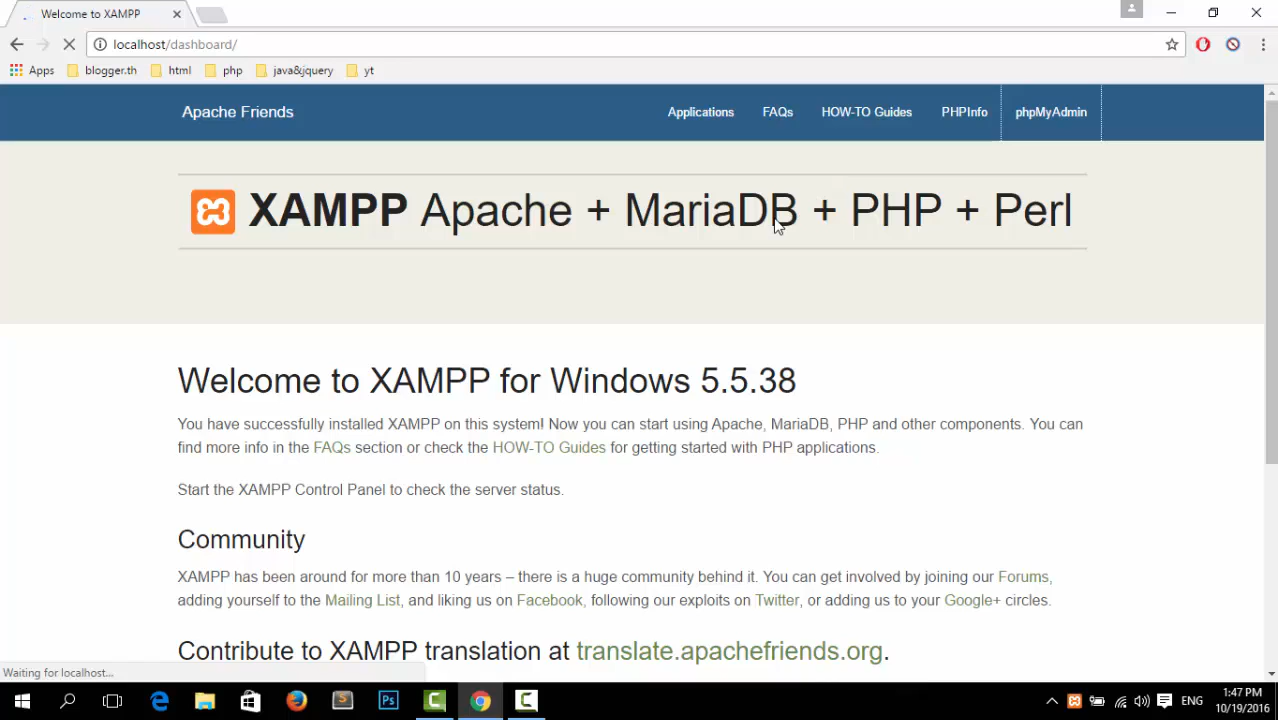 Welcome to XAMPP
localhost/dashboard/
Apps blogger.th html php java&jquery yt
Apache Friends Applications FAQs HOW-TO Guides PHPInfo phpMyAdmin
XAMPP Apache + MariaDB + PHP + Perl
Welcome to XAMPP for Windows 5.5.38
You have successfully installed XAMPP on this system! Now you can start using Apache, MariaDB, PHP and other components. You can
find more info in the FAQs section or check the HOW-TO Guides for getting started with PHP applications.
Start the XAMPP Control Panel to check the server status.
Community
XAMPP has been around for more than 10 years – there is a huge community behind it. You can get involved by joining our Forums,
adding yourself to the Mailing List, and liking us on Facebook, following our exploits on Twitter, or adding us to your Google+ circles.
Contribute to XAMPP translation at translate.apachefriends.org.
Waiting for localhost...
Ps
ENG
1:47 PM
10/19/2016